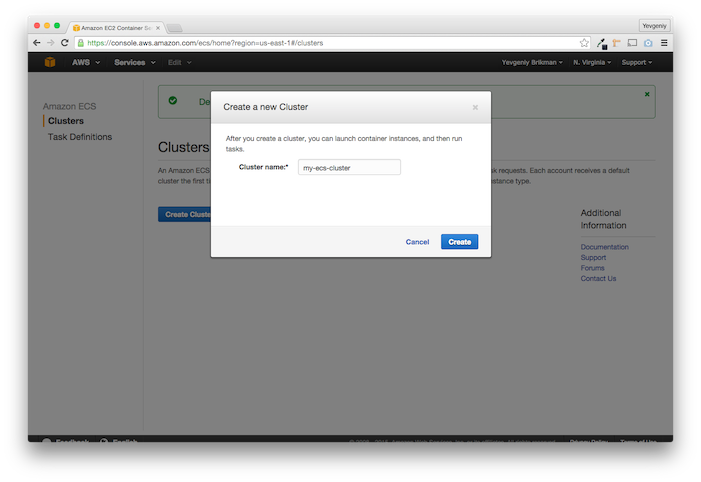 Amazon EC2 Container Se
Yevgeniy
https://console.aws.amazon.com/ecs/home?region=us-east-1#/clusters
AWS Services Edit Yevgeniy Brikman N. Virginia Support
Amazon ECS
Clusters
Task Definitions
De
Create a new Cluster
After you create a cluster, you can launch container instances, and then run
tasks.
Cluster name:*
my-ecs-cluster
Cancel
Create
Clusters
An Amazon ECS
sk requests. Each account receives a default
cluster the first t
stance type.
Create Cluste
Additional
Information
Documentation
Support
Forums
Contact Us
Feedback English
Privacy Policy Terms of Use